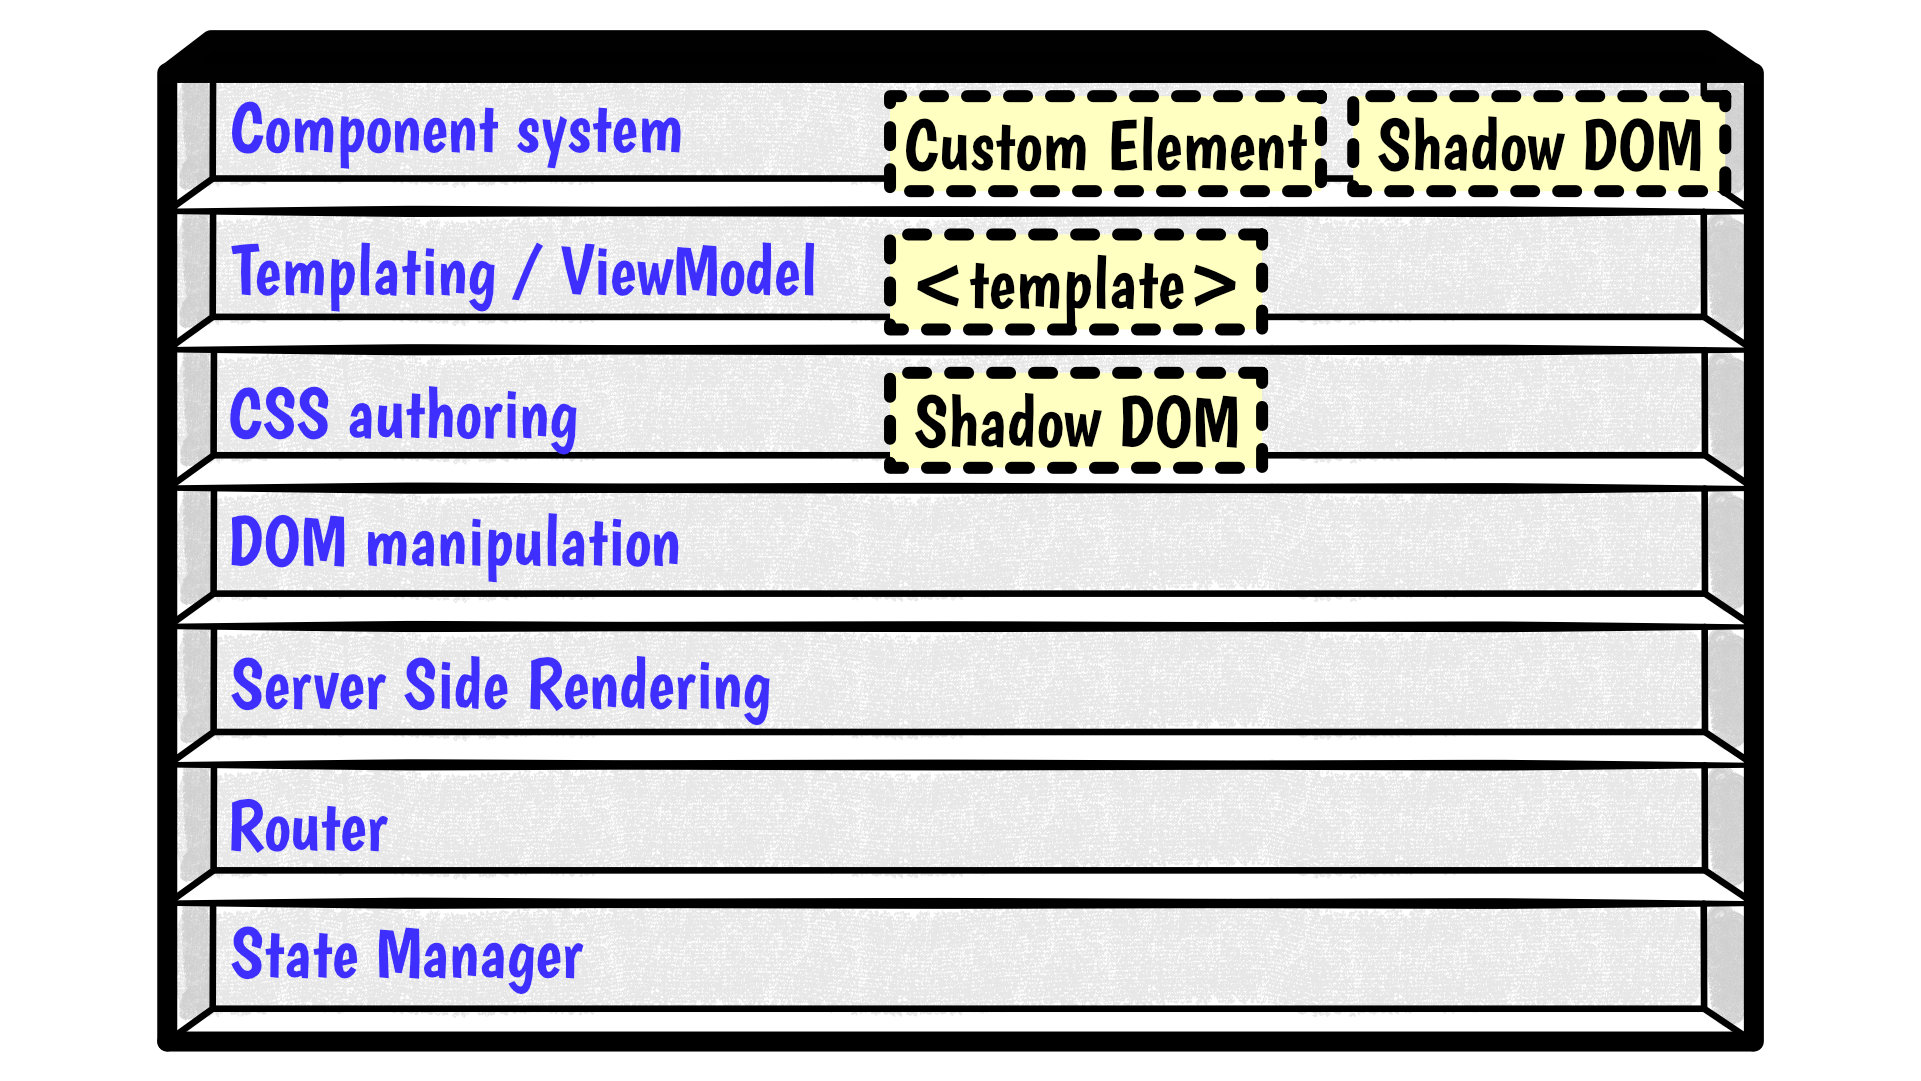 Component system Custom Element Shadow DOM
Templating / ViewModel <template>
CSS authoring Shadow DOM
DOM manipulation
Server Side Rendering
Router
State Manager